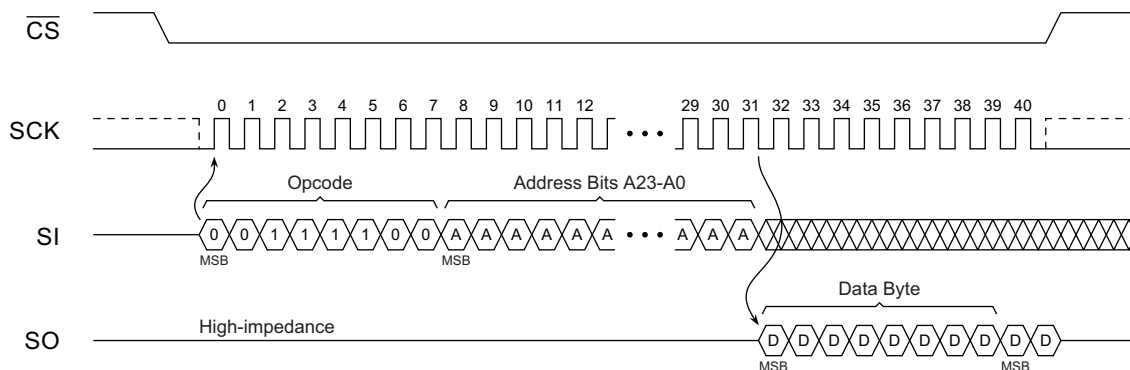 CS
0 1 2 3 4 5 6 7 8 9 10 11 12 29 30 31 32 33 34 35 36 37 38 39 40
SCK
Opcode Address Bits A23-A0
SI 0 0 1 1 1 1 0 0 A A A A A A A A A
MSB MSB
Data Byte
High-impedance
SO D D D D D D D D D D
MSB MSB